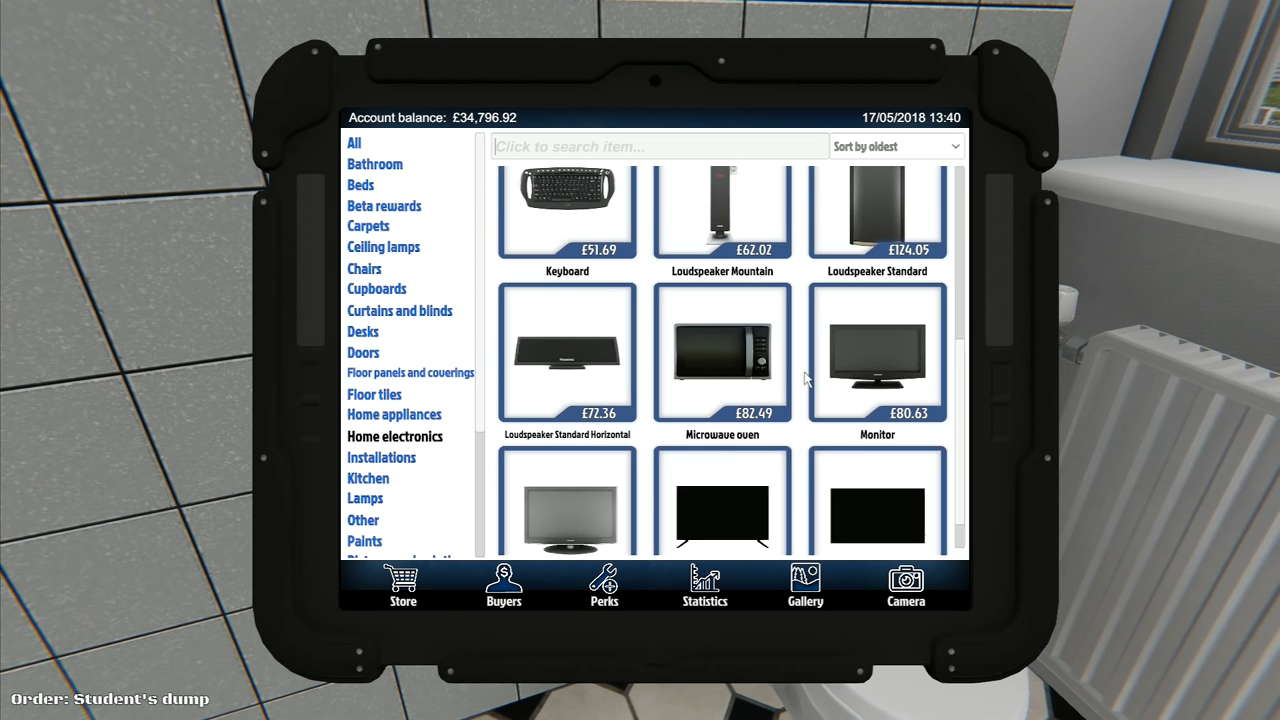 Account balance: £34,796.92
17/05/2018 13:40
All
Bathroom
Beds
Beta rewards
Carpets
Ceiling lamps
Chairs
Cupboards
Curtains and blinds
Desks
Doors
Floor panels and coverings
Floor tiles
Home appliances
Home electronics
Installations
Kitchen
Lamps
Other
Paints
Click to search item...
Sort by oldest
£51.69
£62.02
£124.05
Keyboard
Loudspeaker Mountain
Loudspeaker Standard
£72.36
£82.49
£80.63
Loudspeaker Standard Horizontal
Microwave oven
Monitor
Store
Buyers
Perks
Statistics
Gallery
Camera
Order: Student's dump